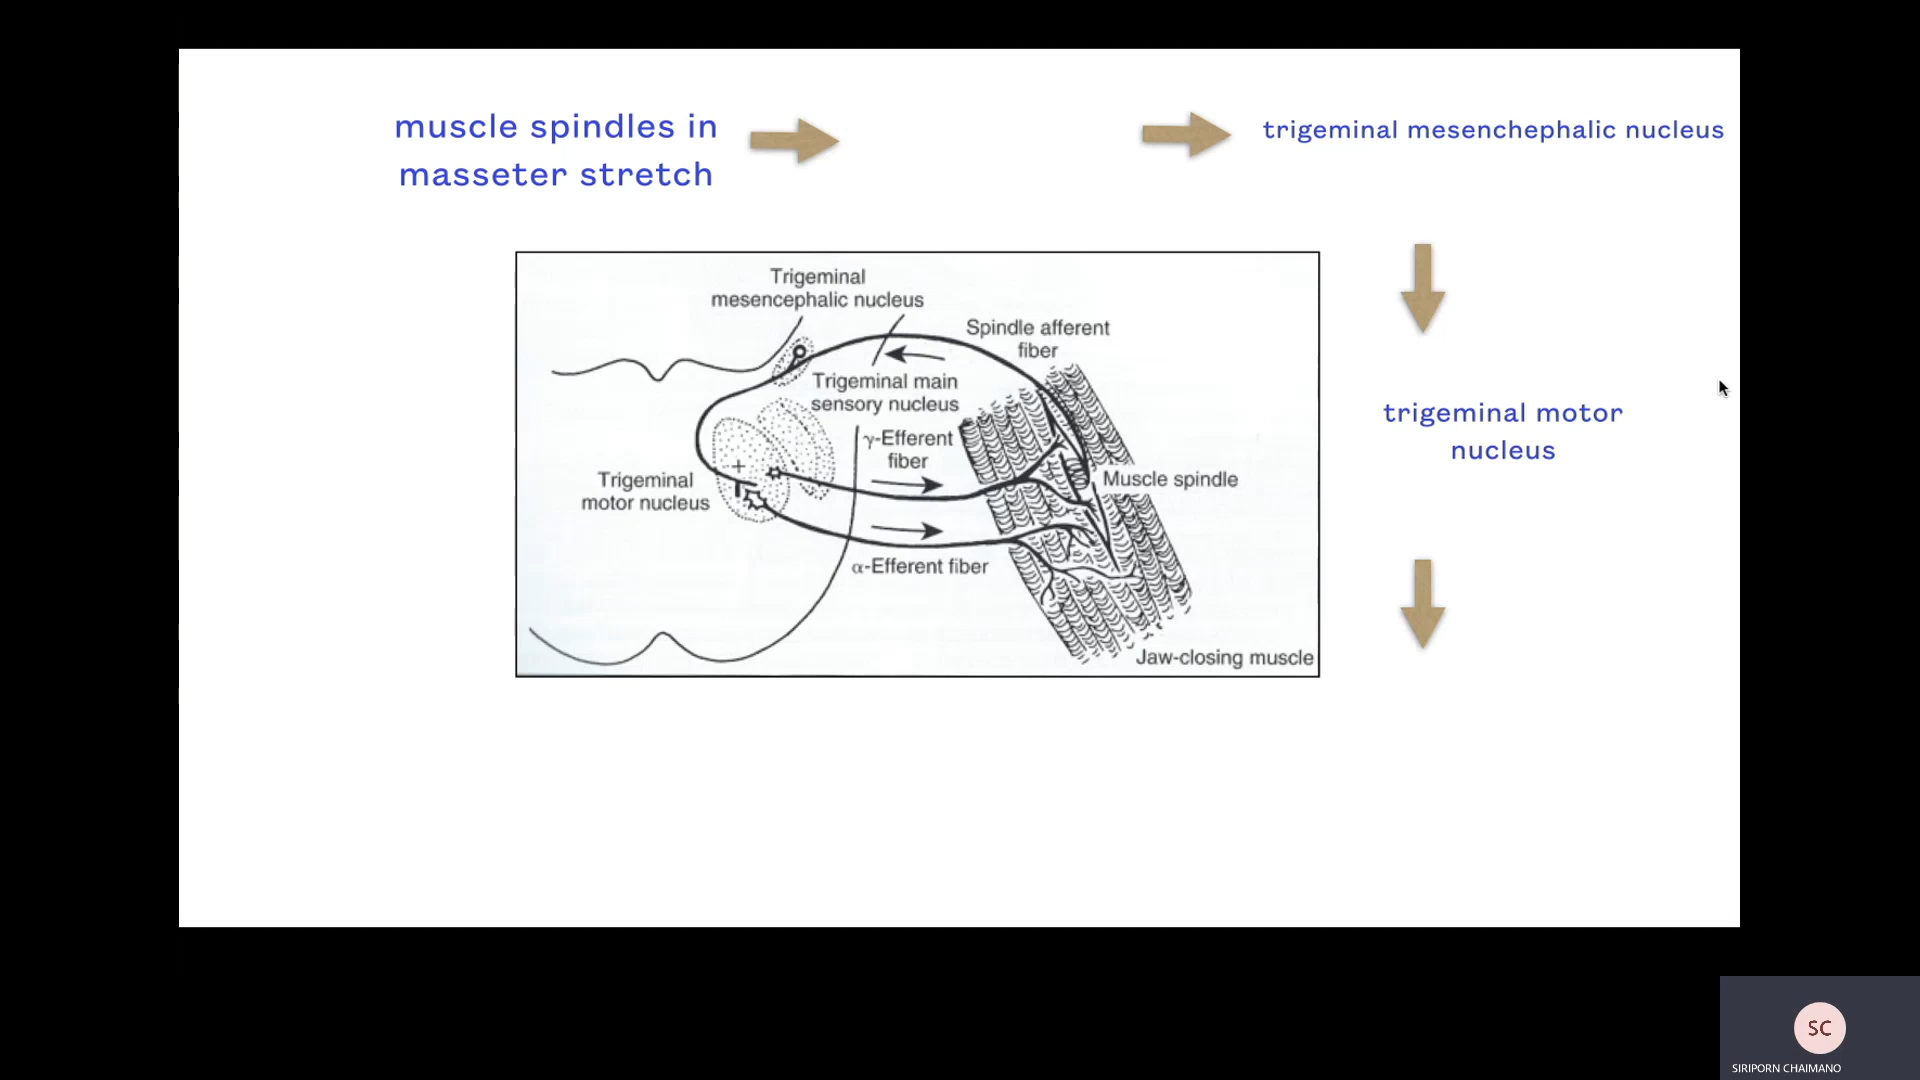 muscle spindles in
masseter stretch
trigeminal mesenchephalic nucleus
Trigeminal
mesencephalic nucleus
Spindle afferent
fiber
Trigeminal main
sensory nucleus
γ-Efferent
fiber
Trigeminal
motor nucleus
+
Muscle spindle
α-Efferent fiber
Jaw-closing muscle
trigeminal motor
nucleus
SC
SIRIPORN CHAIMANO